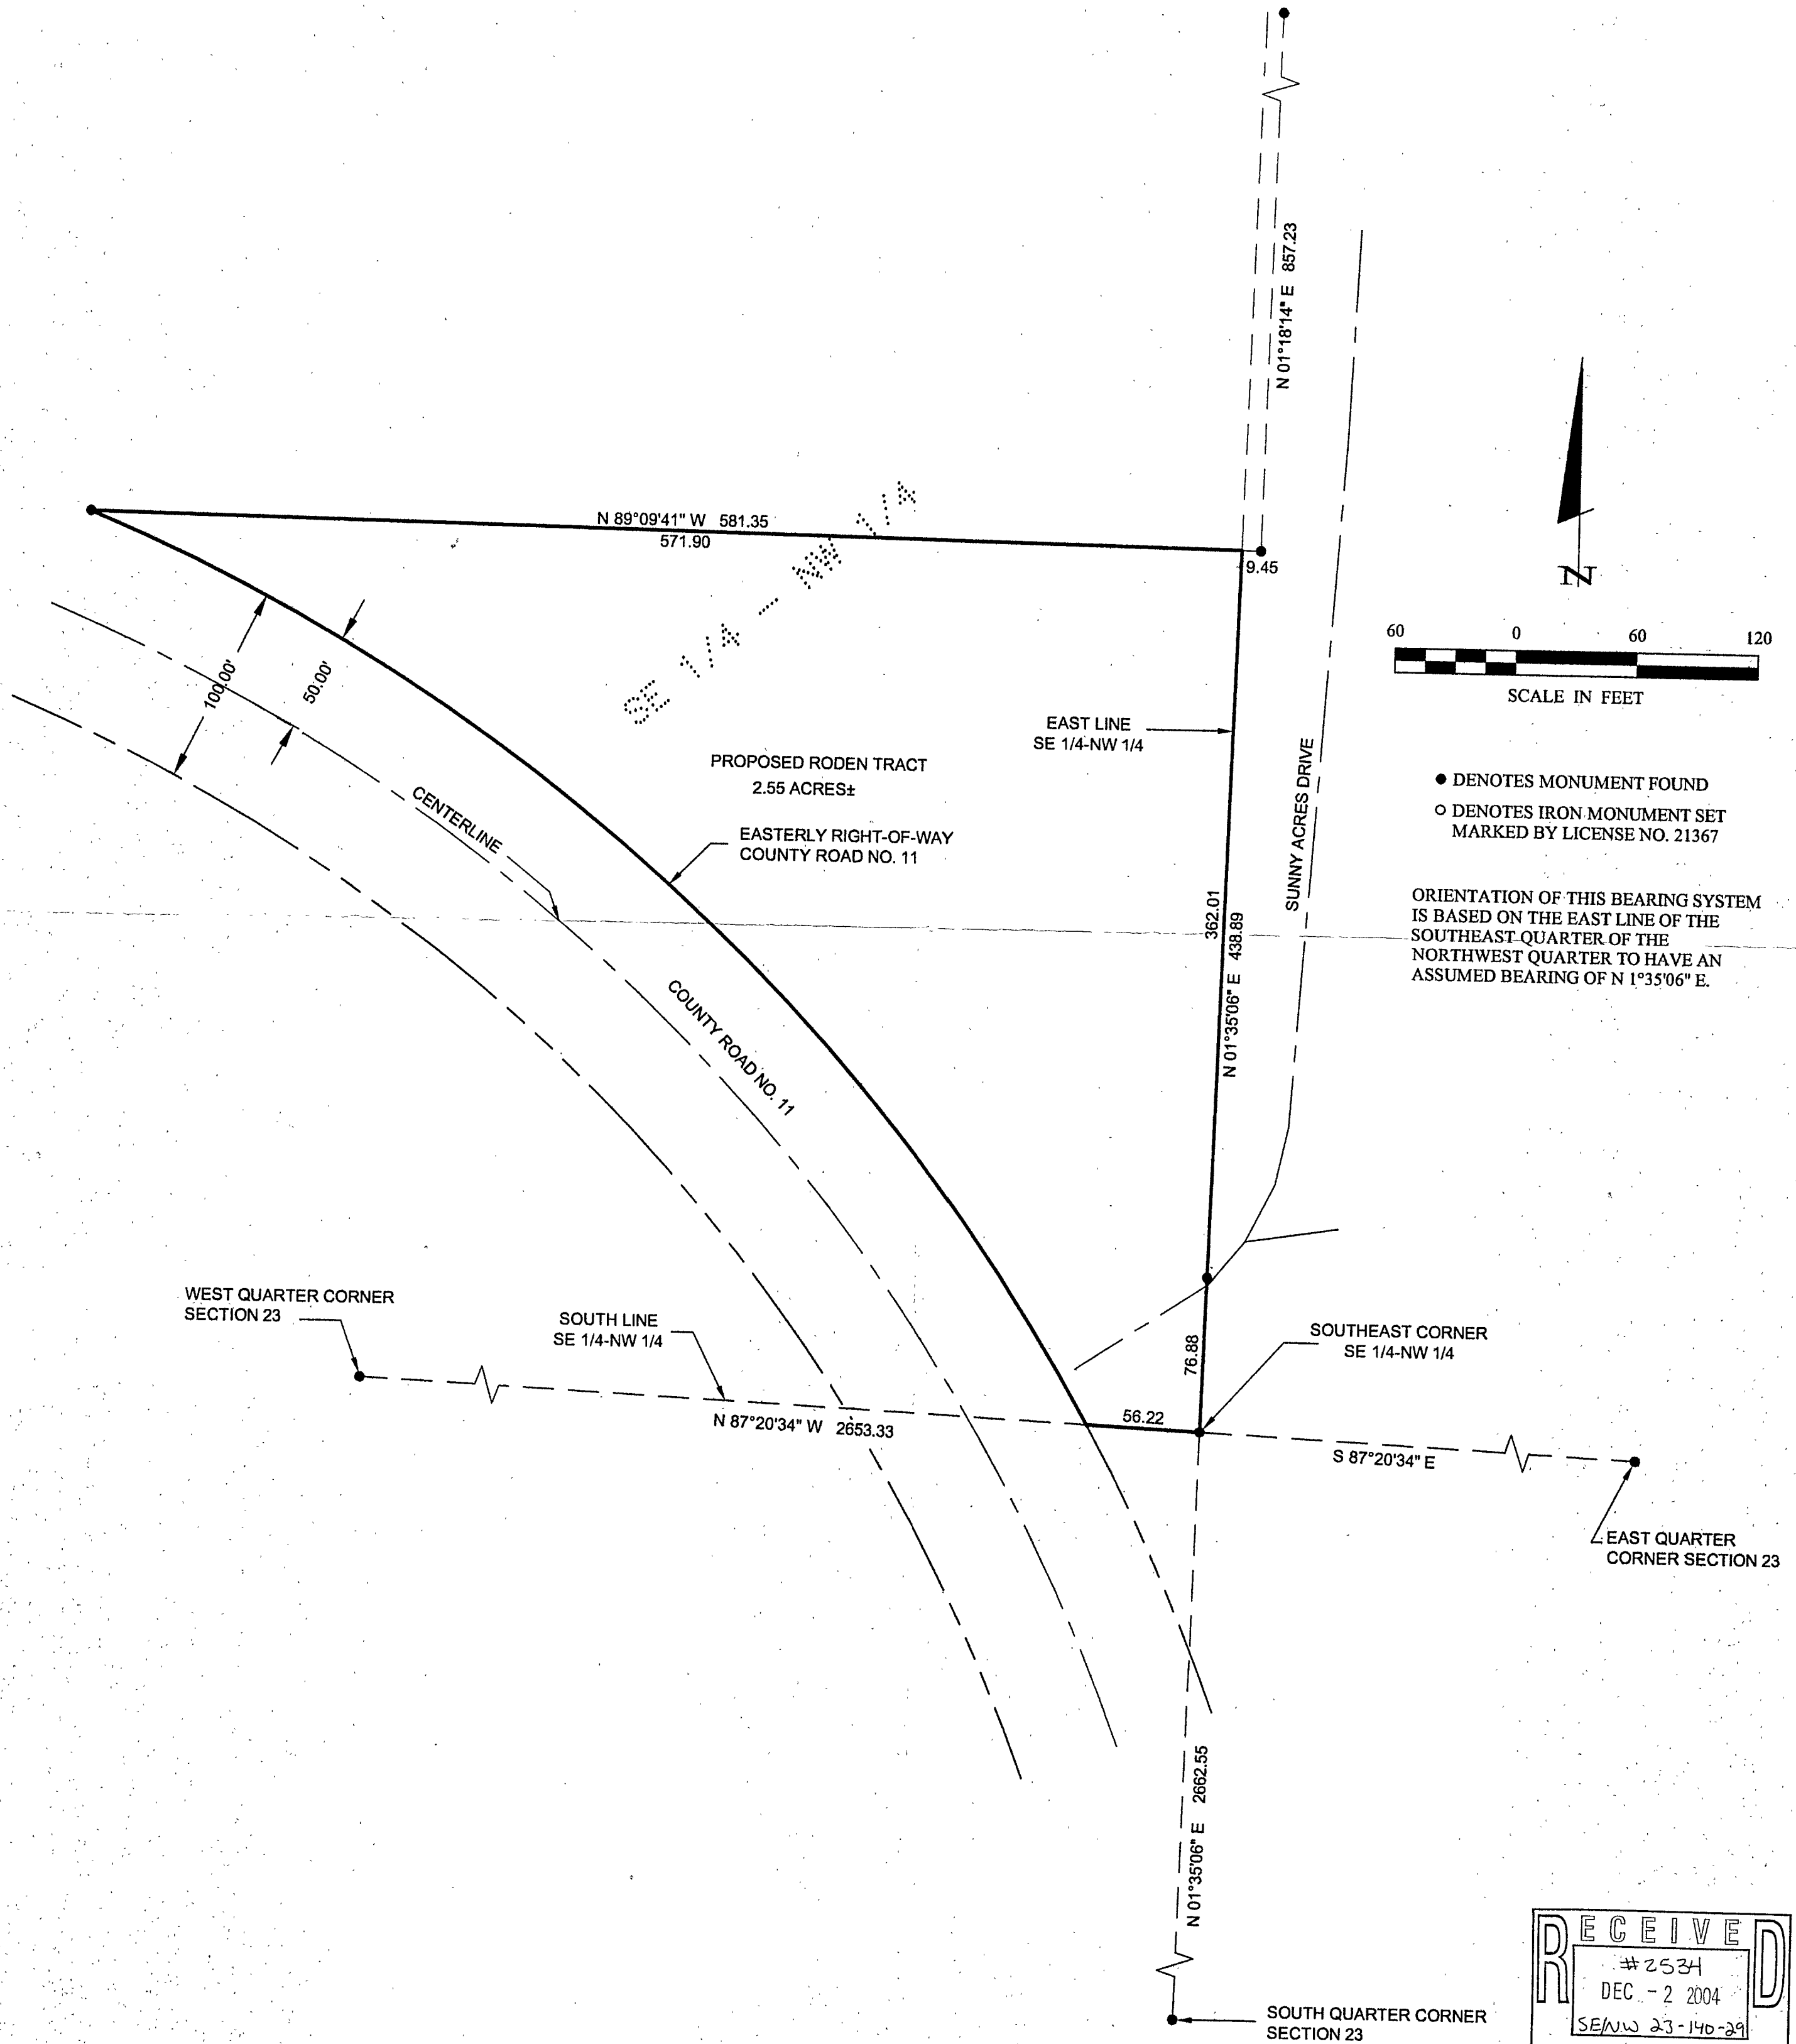 N 01°18'14" E 857.23
N 89°09'41" W 581.35
571.90
9.45
SE 1/4 - NW 1/4
N
60 0 60 120
SCALE IN FEET
100.00'
50.00'
EAST LINE
SE 1/4-NW 1/4
PROPOSED RODEN TRACT
2.55 ACRES±
SUNNY ACRES DRIVE
● DENOTES MONUMENT FOUND
○ DENOTES IRON MONUMENT SET
MARKED BY LICENSE NO. 21367
CENTERLINE
EASTERLY RIGHT-OF-WAY
COUNTY ROAD NO. 11
362.01
N 01°35'06" E 438.89
ORIENTATION OF THIS BEARING SYSTEM
IS BASED ON THE EAST LINE OF THE
SOUTHEAST QUARTER OF THE
NORTHWEST QUARTER TO HAVE AN
ASSUMED BEARING OF N 1°35'06" E.
COUNTY ROAD NO. 11
WEST QUARTER CORNER
SECTION 23
SOUTH LINE
SE 1/4-NW 1/4
76.88
SOUTHEAST CORNER
SE 1/4-NW 1/4
N 87°20'34" W 2653.33
56.22
S 87°20'34" E
EAST QUARTER
CORNER SECTION 23
N 01°35'06" E 2662.55
SOUTH QUARTER CORNER
SECTION 23
RECEIVED
#2534
DEC - 2 2004
SE/NW 23-140-29